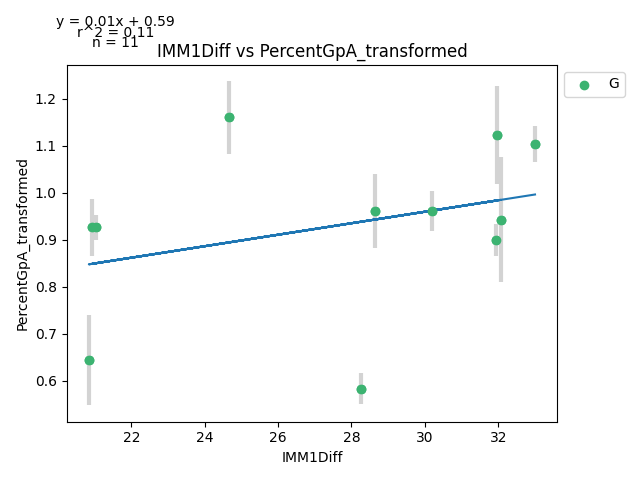 y = 0.01x + 0.59
r^2 = 0.11
n = 11
IMM1Diff vs PercentGpA_transformed
G
1.2
1.1
1.0
0.9
0.8
0.7
0.6
PercentGpA_transformed
22 24 26 28 30 32
IMM1Diff